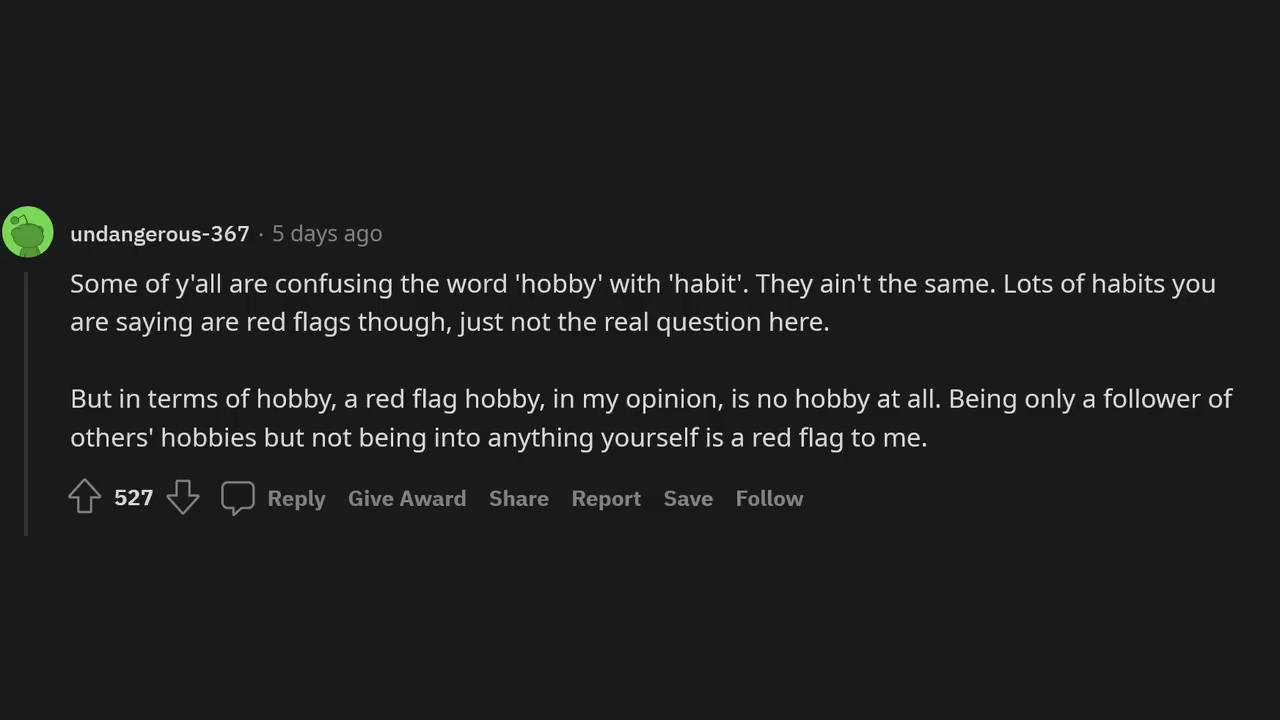 undangerous-367 · 5 days ago
Some of y'all are confusing the word 'hobby' with 'habit'. They ain't the same. Lots of habits you
are saying are red flags though, just not the real question here.
But in terms of hobby, a red flag hobby, in my opinion, is no hobby at all. Being only a follower of
others' hobbies but not being into anything yourself is a red flag to me.
527 Reply Give Award Share Report Save Follow